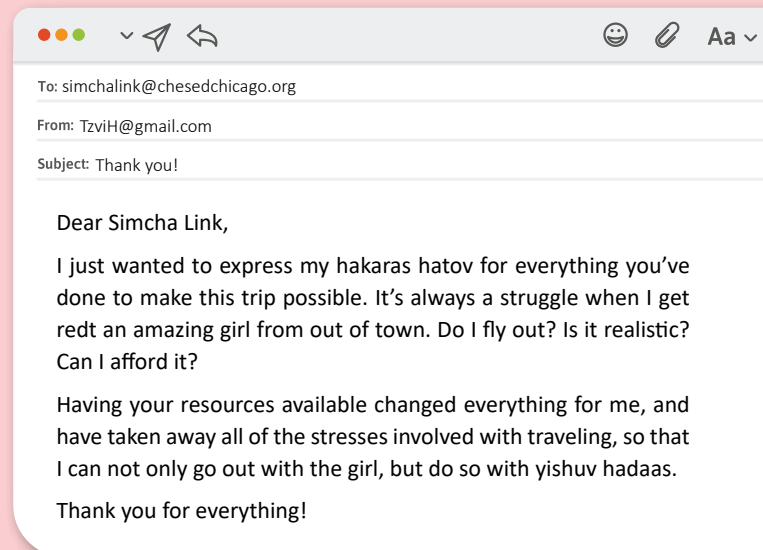 Aa
To: simchalink@chesedchicago.org
From: TzviH@gmail.com
Subject: Thank you!
Dear Simcha Link,
I just wanted to express my hakaras hatov for everything you’ve
done to make this trip possible. It’s always a struggle when I get
redt an amazing girl from out of town. Do I fly out? Is it realistic?
Can I afford it?
Having your resources available changed everything for me, and
have taken away all of the stresses involved with traveling, so that
I can not only go out with the girl, but do so with yishuv hadaas.
Thank you for everything!